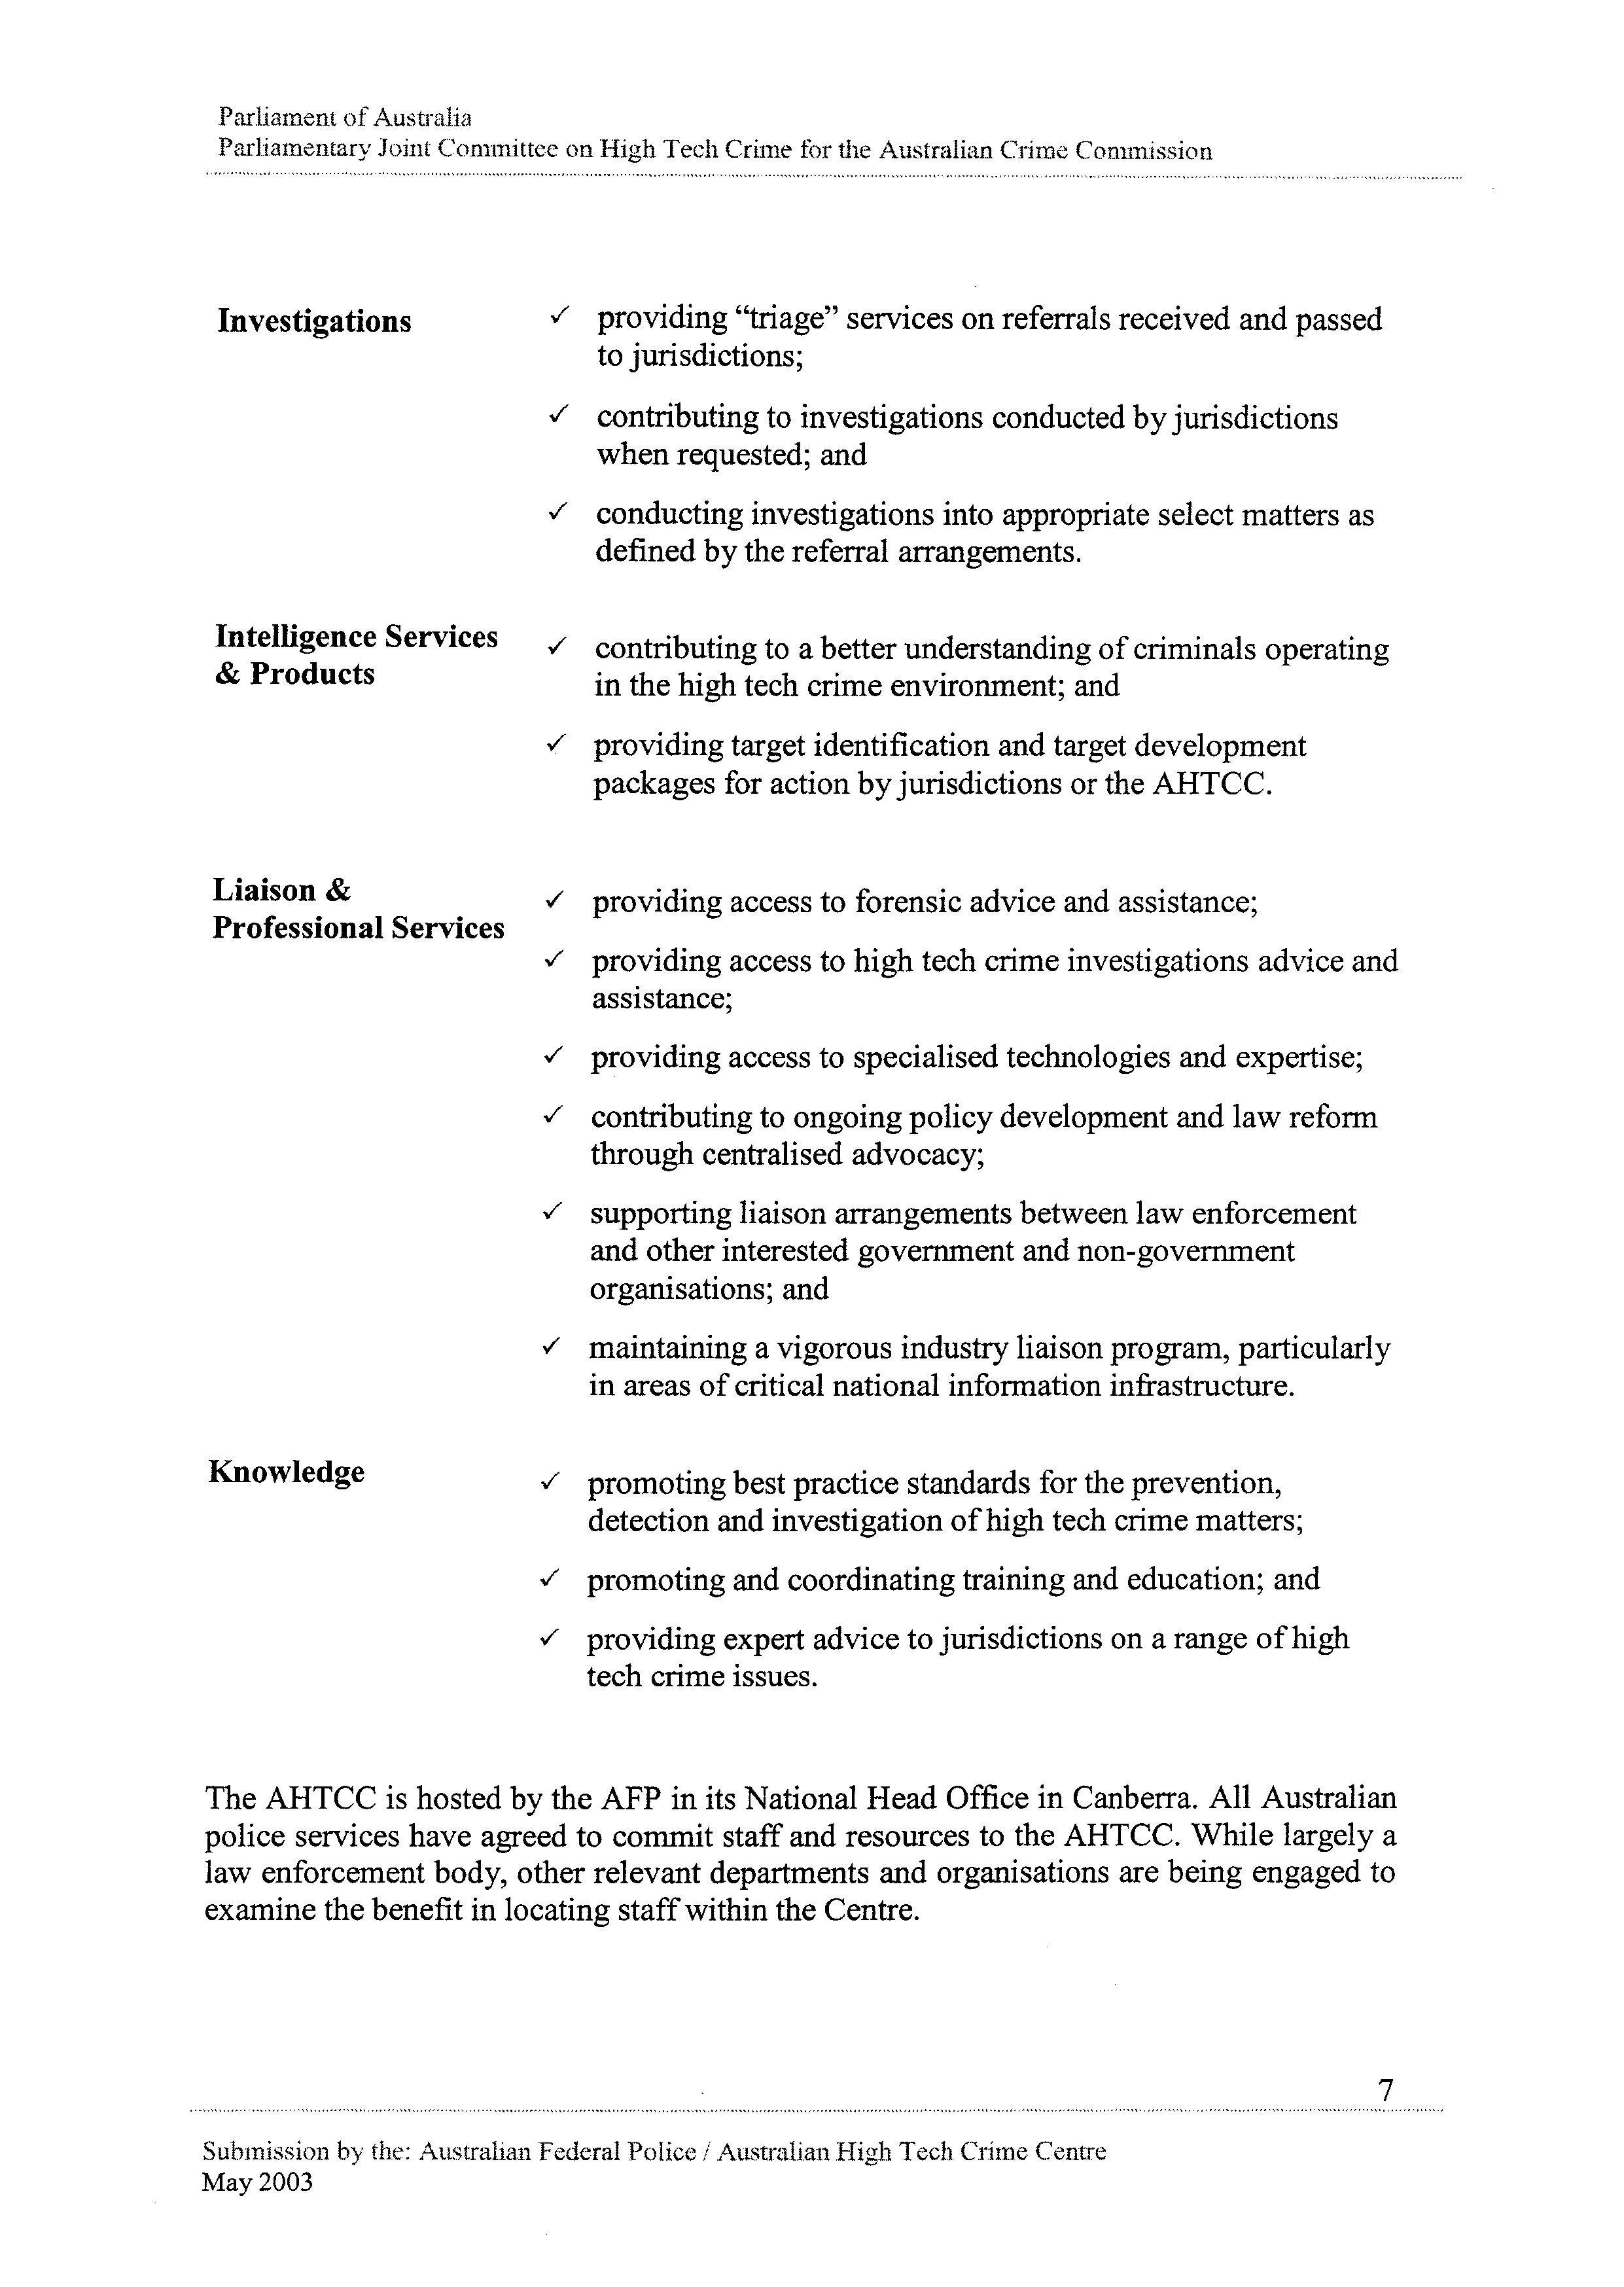 Parliament of Australia
Parliamentary Joint Committee on High Tech Crime for the Australian Crime Commission
Investigations
✓ providing “triage” services on referrals received and passed
to jurisdictions;
✓ contributing to investigations conducted by jurisdictions
when requested; and
✓ conducting investigations into appropriate select matters as
defined by the referral arrangements.
Intelligence Services
& Products
✓ contributing to a better understanding of criminals operating
in the high tech crime environment; and
✓ providing target identification and target development
packages for action by jurisdictions or the AHTCC.
Liaison &
Professional Services
✓ providing access to forensic advice and assistance;
✓ providing access to high tech crime investigations advice and
assistance;
✓ providing access to specialised technologies and expertise;
✓ contributing to ongoing policy development and law reform
through centralised advocacy;
✓ supporting liaison arrangements between law enforcement
and other interested government and non-government
organisations; and
✓ maintaining a vigorous industry liaison program, particularly
in areas of critical national information infrastructure.
Knowledge
✓ promoting best practice standards for the prevention,
detection and investigation of high tech crime matters;
✓ promoting and coordinating training and education; and
✓ providing expert advice to jurisdictions on a range of high
tech crime issues.
The AHTCC is hosted by the AFP in its National Head Office in Canberra. All Australian
police services have agreed to commit staff and resources to the AHTCC. While largely a
law enforcement body, other relevant departments and organisations are being engaged to
examine the benefit in locating staff within the Centre.
7
Submission by the: Australian Federal Police / Australian High Tech Crime Centre
May 2003